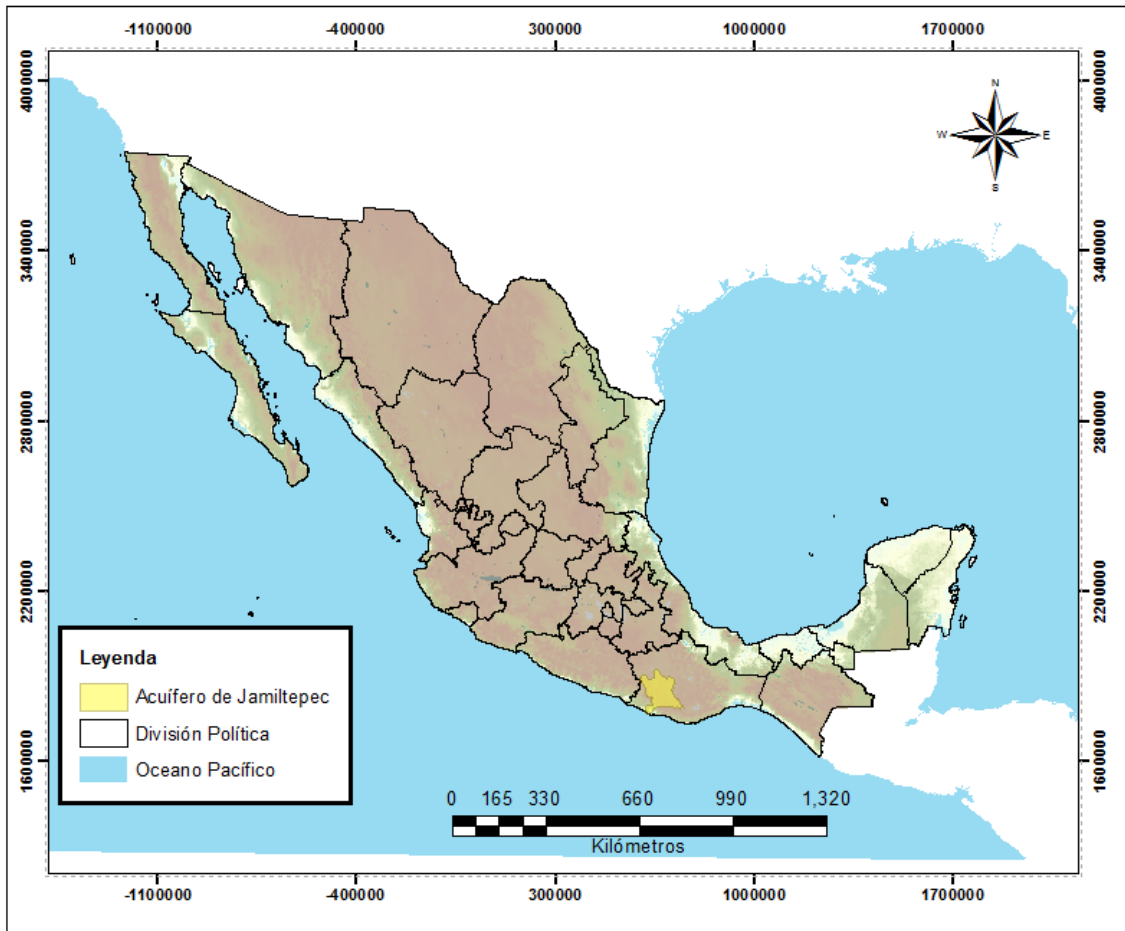 -1100000 -400000 300000 1000000 1700000
4000000 4000000
N
W E
S
3400000 3400000
2800000 2800000
2200000 2200000
Leyenda
Acuífero de Jamiltepec
División Política
Oceano Pacífico
1600000 1600000
0 165 330 660 990 1,320
Kilómetros
-1100000 -400000 300000 1000000 1700000